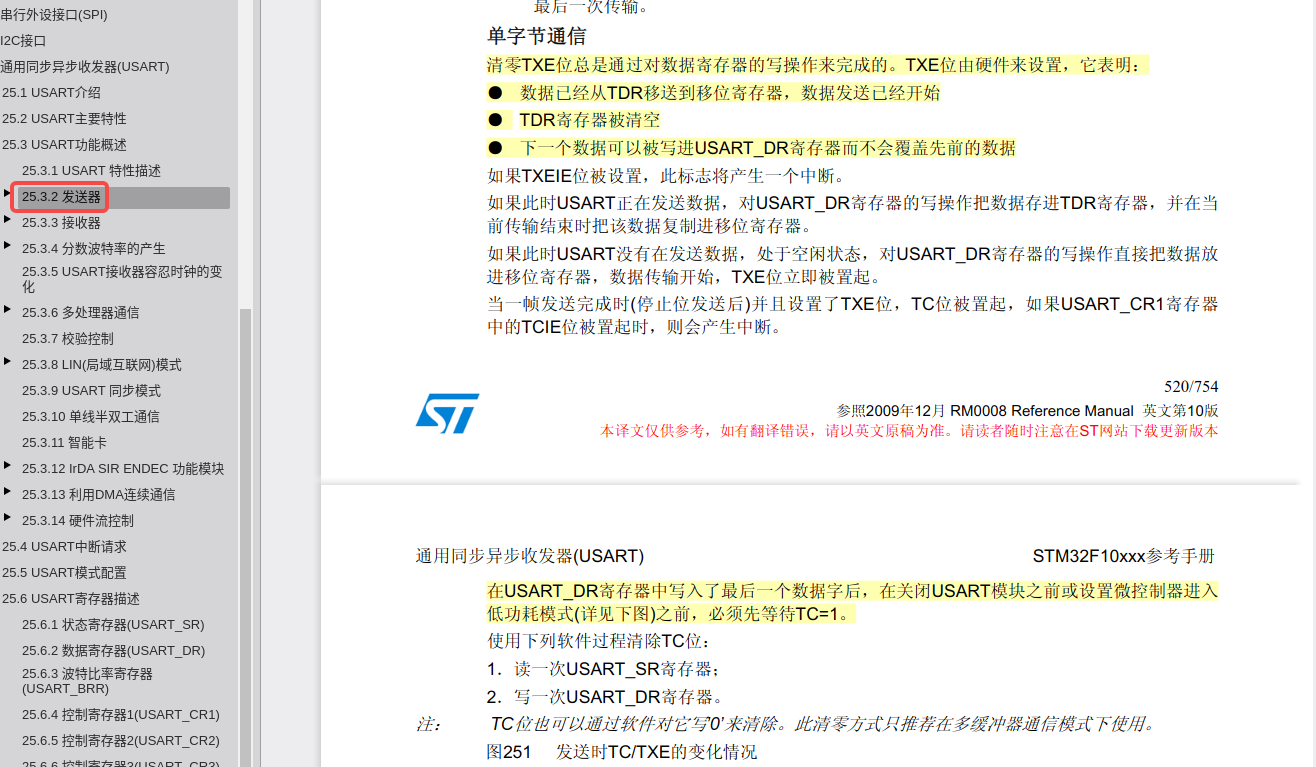 串行外设接口(SPI)
I2C接口
通用同步异步收发器(USART)
25.1 USART介绍
25.2 USART主要特性
25.3 USART功能概述
25.3.1 USART 特性描述
25.3.2 发送器
25.3.3 接收器
25.3.4 分数波特率的产生
25.3.5 USART接收器容忍时钟的变
化
25.3.6 多处理器通信
25.3.7 校验控制
25.3.8 LIN(局域互联网)模式
25.3.9 USART 同步模式
25.3.10 单线半双工通信
25.3.11 智能卡
25.3.12 IrDA SIR ENDEC 功能模块
25.3.13 利用DMA连续通信
25.3.14 硬件流控制
25.4 USART中断请求
25.5 USART模式配置
25.6 USART寄存器描述
25.6.1 状态寄存器(USART_SR)
25.6.2 数据寄存器(USART_DR)
25.6.3 波特比率寄存器
(USART_BRR)
25.6.4 控制寄存器1(USART_CR1)
25.6.5 控制寄存器2(USART_CR2)
25.6.6 控制寄存器3(USART_CR3)
最后一次传输。
单字节通信
清零TXE位总是通过对数据寄存器的写操作来完成的。TXE位由硬件来设置，它表明：
● 数据已经从TDR移送到移位寄存器，数据发送已经开始
● TDR寄存器被清空
● 下一个数据可以被写进USART_DR寄存器而不会覆盖先前的数据
如果TXEIE位被设置，此标志将产生一个中断。
如果此时USART正在发送数据，对USART_DR寄存器的写操作把数据存进TDR寄存器，并在当
前传输结束时把该数据复制进移位寄存器。
如果此时USART没有在发送数据，处于空闲状态，对USART_DR寄存器的写操作直接把数据放
进移位寄存器，数据传输开始，TXE位立即被置起。
当一帧发送完成时(停止位发送后)并且设置了TXE位，TC位被置起，如果USART_CR1寄存器
中的TCIE位被置起时，则会产生中断。
ST
520/754
参照2009年12月 RM0008 Reference Manual 英文第10版
本译文仅供参考，如有翻译错误，请以英文原稿为准。请读者随时注意在ST网站下载更新版本
通用同步异步收发器(USART)
STM32F10xxx参考手册
在USART_DR寄存器中写入了最后一个数据字后，在关闭USART模块之前或设置微控制器进入
低功耗模式(详见下图)之前，必须先等待TC=1。
使用下列软件过程清除TC位：
1．读一次USART_SR寄存器；
2．写一次USART_DR寄存器。
注： TC位也可以通过软件对它写'0'来清除。此清零方式只推荐在多缓冲器通信模式下使用。
图251 发送时TC/TXE的变化情况